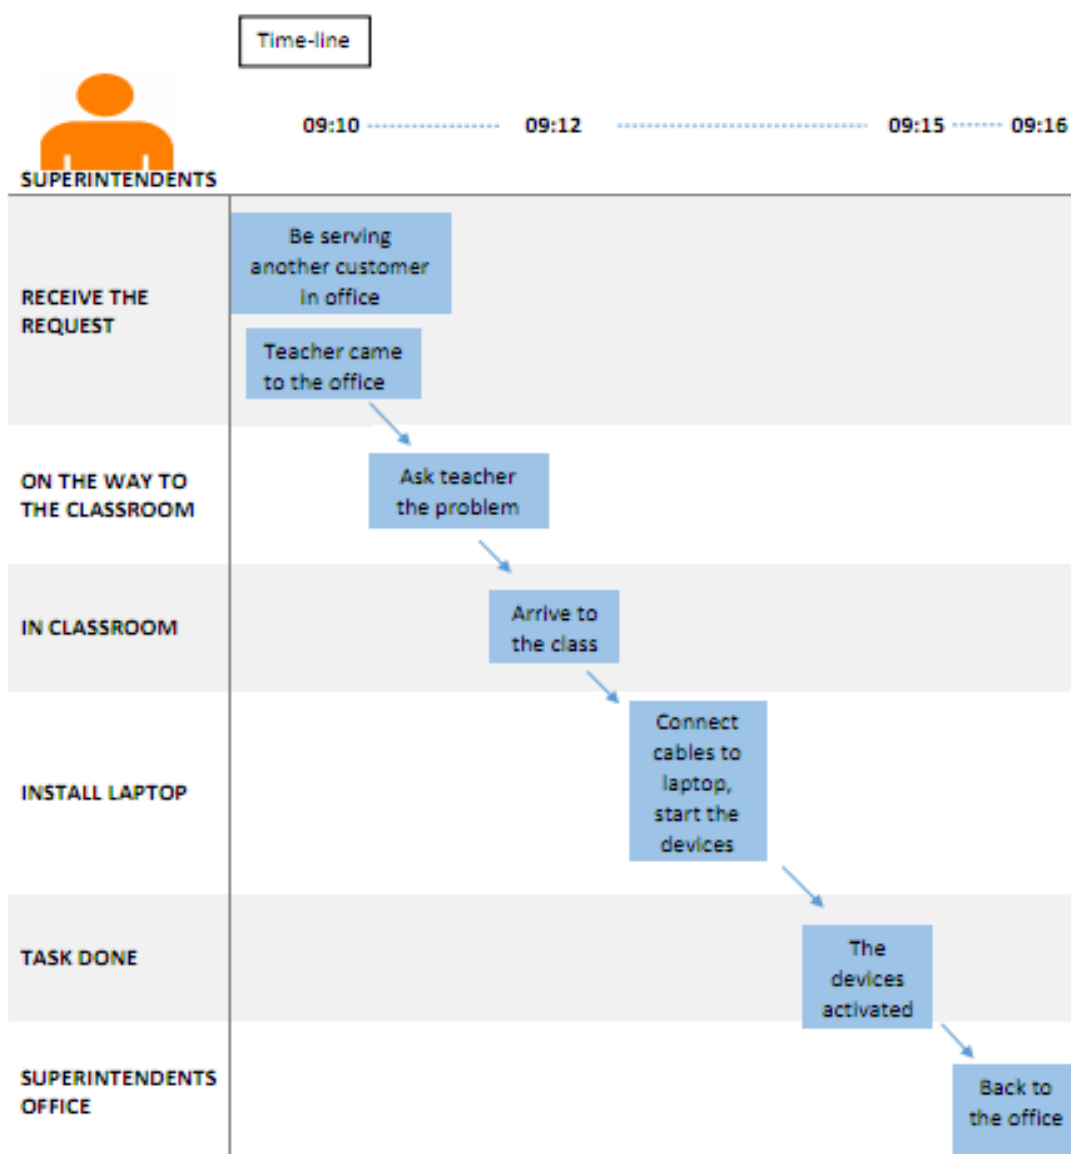 Time-line
09:10 09:12 09:15 09:16
SUPERINTENDENTS
RECEIVE THE
REQUEST
Be serving
another customer
in office
Teacher came
to the office
ON THE WAY TO
THE CLASSROOM
Ask teacher
the problem
IN CLASSROOM
Arrive to
the class
INSTALL LAPTOP
Connect
cables to
laptop,
start the
devices
TASK DONE
The
devices
activated
SUPERINTENDENTS
OFFICE
Back to
the office